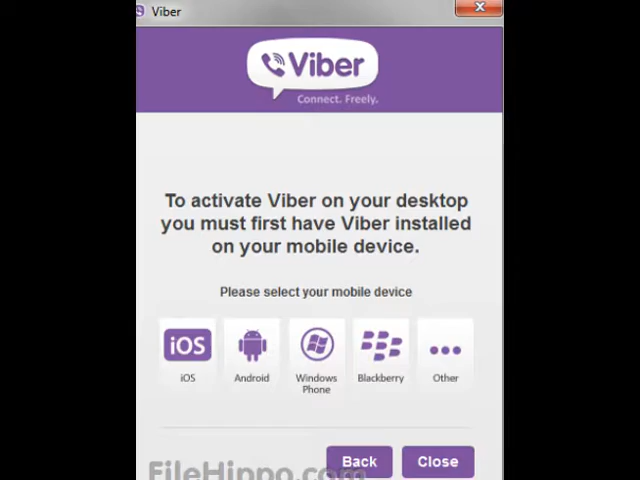 Viber
Viber
Connect. Freely.
To activate Viber on your desktop
you must first have Viber installed
on your mobile device.
Please select your mobile device
iOS
iOS Android Windows Phone Blackberry Other
Back Close
FileHippo.com